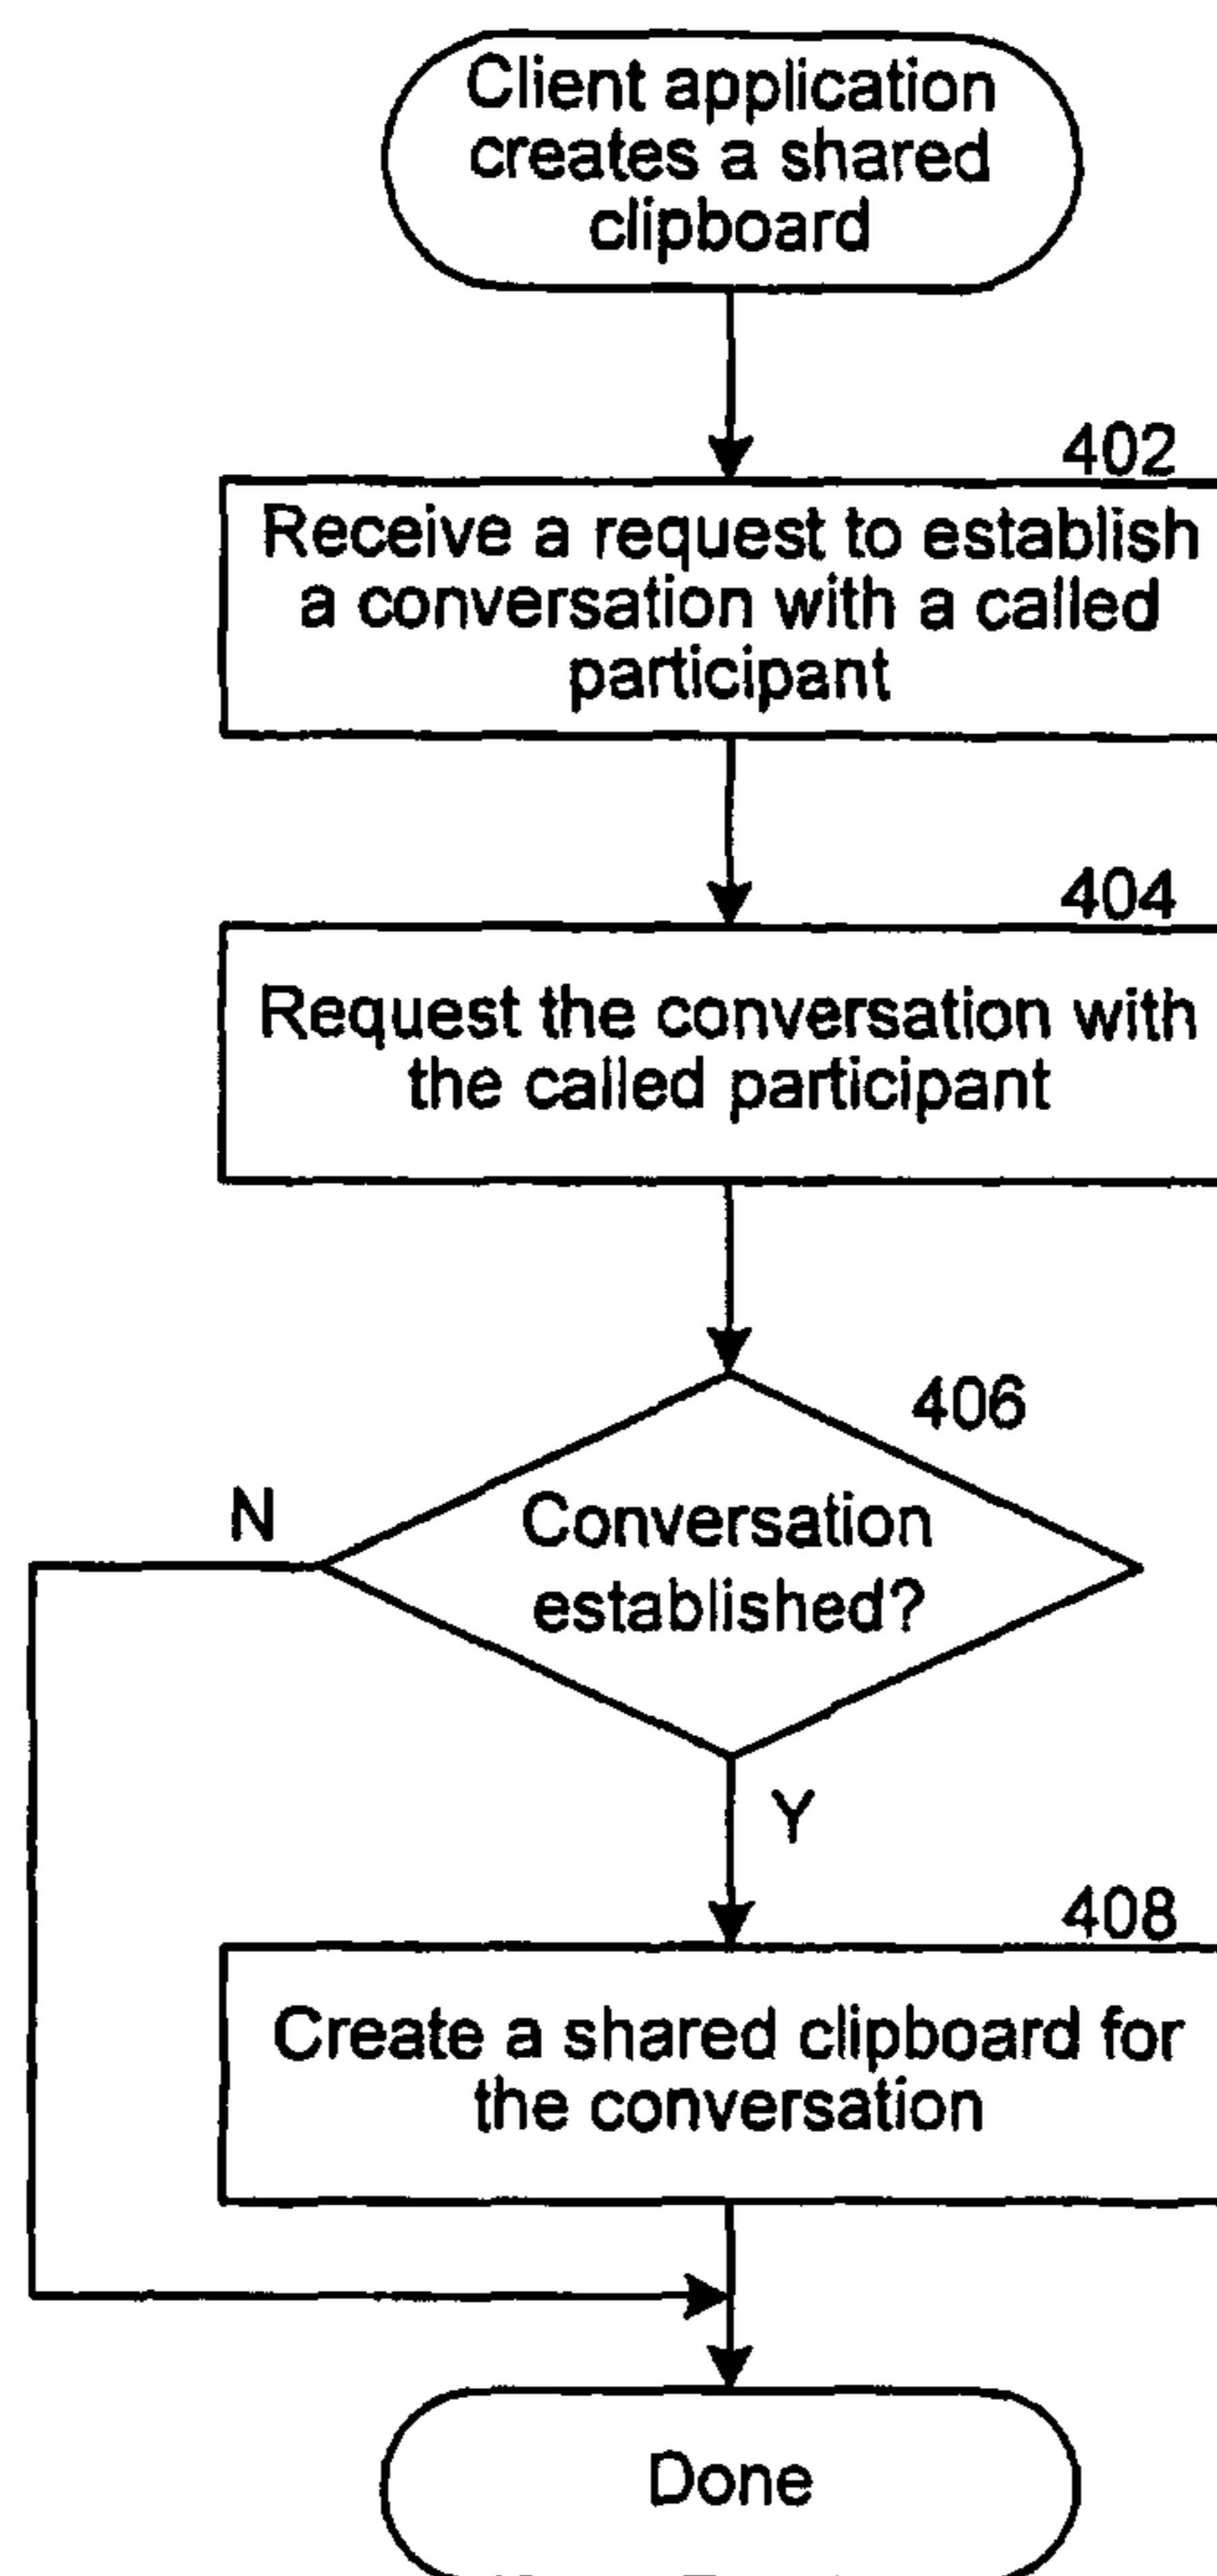 Client application
creates a shared
clipboard
402
Receive a request to establish
a conversation with a called
participant
404
Request the conversation with
the called participant
406
Conversation
established?
N
Y
408
Create a shared clipboard for
the conversation
Done